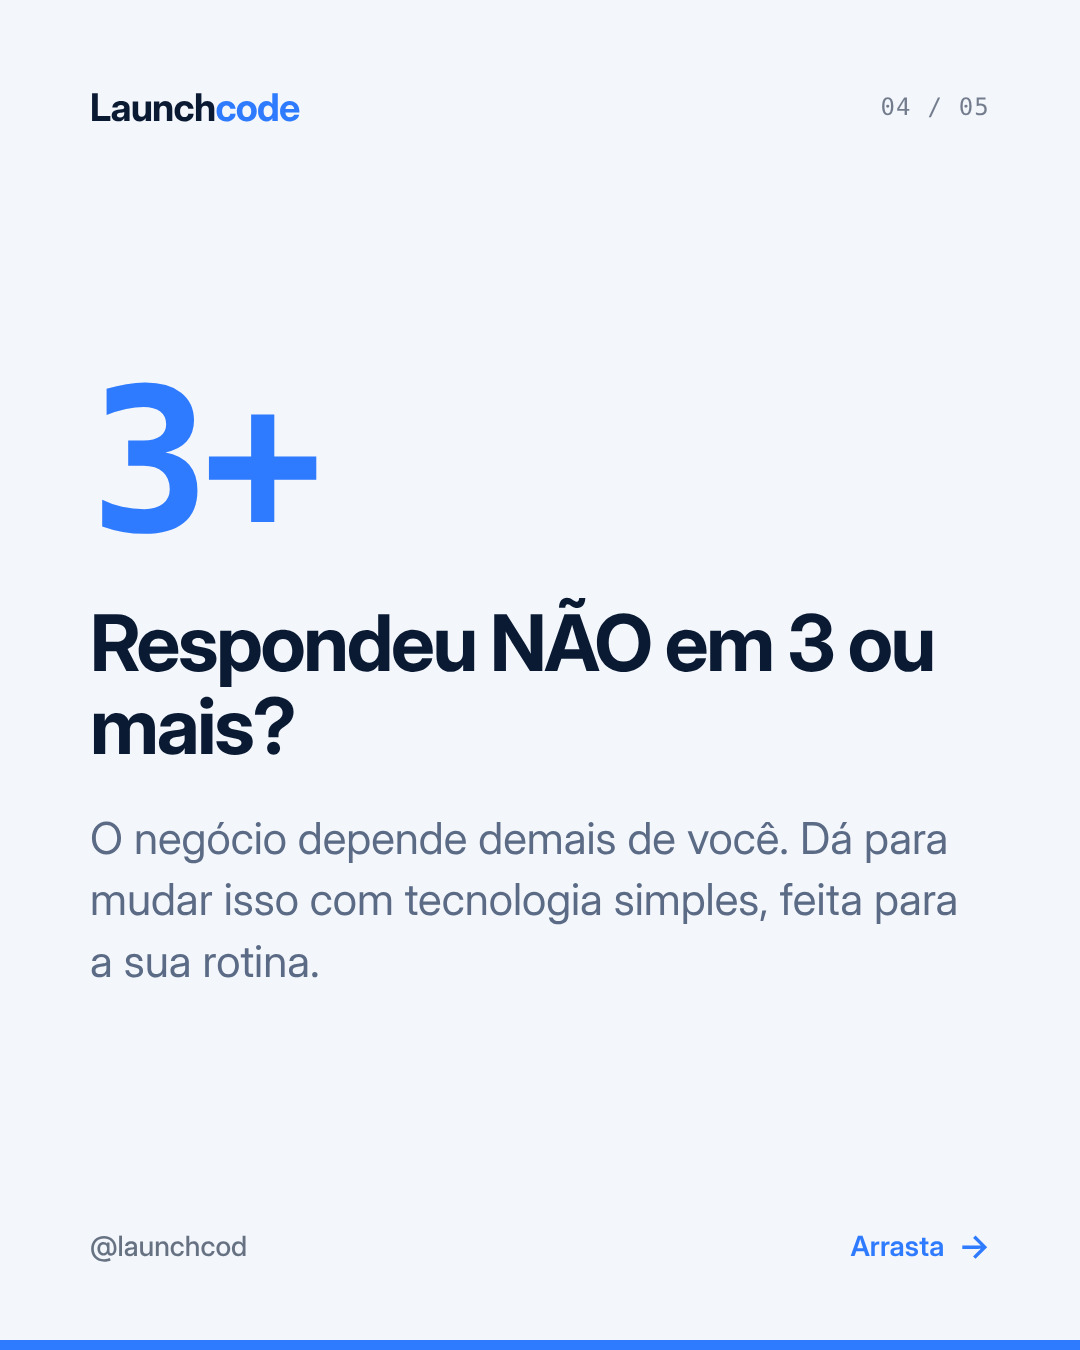 Launchcode
04 / 05
3+
Respondeu NÃO em 3 ou
mais?
O negócio depende demais de você. Dá para
mudar isso com tecnologia simples, feita para
a sua rotina.
@launchcod
Arrasta →